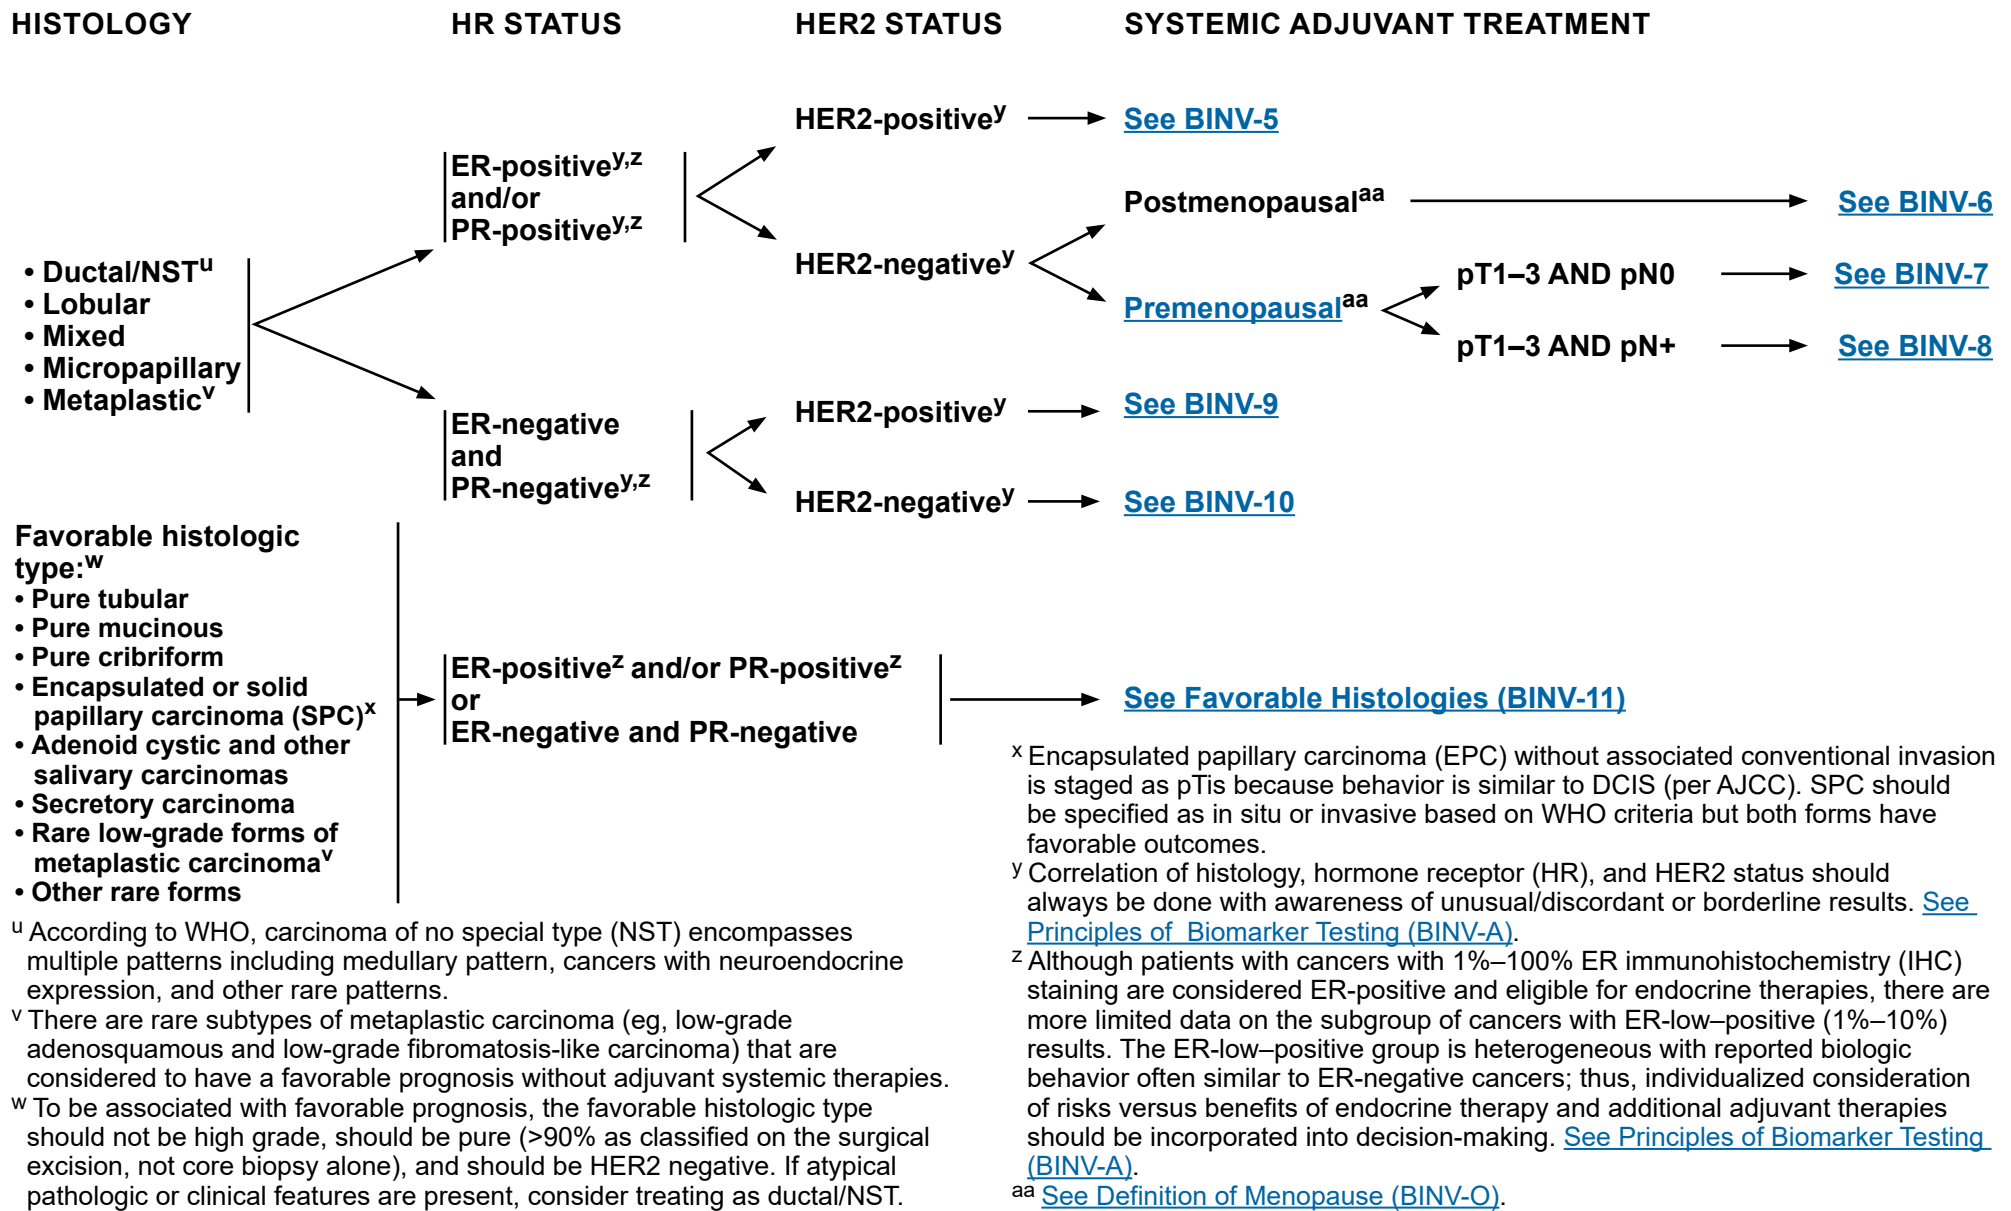 HISTOLOGY
HR STATUS
HER2 STATUS
SYSTEMIC ADJUVANT TREATMENT
• Ductal/NSTᵘ
• Lobular
• Mixed
• Micropapillary
• Metaplasticᵛ
ER-positiveʸ,ᶻ
and/or
PR-positiveʸ,ᶻ
HER2-positiveʸ
See BINV-5
HER2-negativeʸ
Postmenopausalᵃᵃ
See BINV-6
Premenopausalᵃᵃ
pT1–3 AND pN0
See BINV-7
pT1–3 AND pN+
See BINV-8
ER-negative
and
PR-negativeʸ,ᶻ
HER2-positiveʸ
See BINV-9
HER2-negativeʸ
See BINV-10
Favorable histologic
type:ʷ
• Pure tubular
• Pure mucinous
• Pure cribriform
• Encapsulated or solid
papillary carcinoma (SPC)ˣ
• Adenoid cystic and other
salivary carcinomas
• Secretory carcinoma
• Rare low-grade forms of
metaplastic carcinomaᵛ
• Other rare forms
ER-positiveᶻ and/or PR-positiveᶻ
or
ER-negative and PR-negative
See Favorable Histologies (BINV-11)
ᵘ According to WHO, carcinoma of no special type (NST) encompasses
multiple patterns including medullary pattern, cancers with neuroendocrine
expression, and other rare patterns.
ᵛ There are rare subtypes of metaplastic carcinoma (eg, low-grade
adenosquamous and low-grade fibromatosis-like carcinoma) that are
considered to have a favorable prognosis without adjuvant systemic therapies.
ʷ To be associated with favorable prognosis, the favorable histologic type
should not be high grade, should be pure (>90% as classified on the surgical
excision, not core biopsy alone), and should be HER2 negative. If atypical
pathologic or clinical features are present, consider treating as ductal/NST.
ˣ Encapsulated papillary carcinoma (EPC) without associated conventional invasion
is staged as pTis because behavior is similar to DCIS (per AJCC). SPC should
be specified as in situ or invasive based on WHO criteria but both forms have
favorable outcomes.
ʸ Correlation of histology, hormone receptor (HR), and HER2 status should
always be done with awareness of unusual/discordant or borderline results. See
Principles of Biomarker Testing (BINV-A).
ᶻ Although patients with cancers with 1%–100% ER immunohistochemistry (IHC)
staining are considered ER-positive and eligible for endocrine therapies, there are
more limited data on the subgroup of cancers with ER-low–positive (1%–10%)
results. The ER-low–positive group is heterogeneous with reported biologic
behavior often similar to ER-negative cancers; thus, individualized consideration
of risks versus benefits of endocrine therapy and additional adjuvant therapies
should be incorporated into decision-making. See Principles of Biomarker Testing
(BINV-A).
ᵃᵃ See Definition of Menopause (BINV-O).